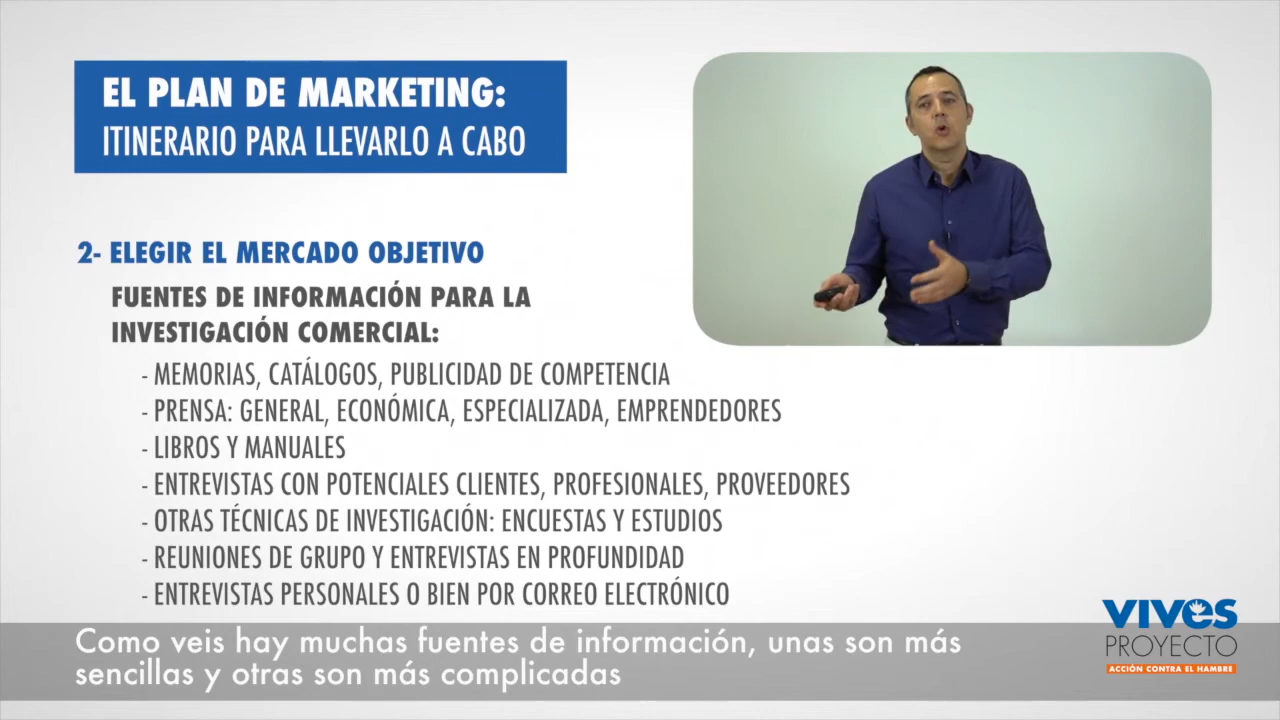 EL PLAN DE MARKETING:
ITINERARIO PARA LLEVARLO A CABO
2- ELEGIR EL MERCADO OBJETIVO
FUENTES DE INFORMACIÓN PARA LA
INVESTIGACIÓN COMERCIAL:
- MEMORIAS, CATÁLOGOS, PUBLICIDAD DE COMPETENCIA
- PRENSA: GENERAL, ECONÓMICA, ESPECIALIZADA, EMPRENDEDORES
- LIBROS Y MANUALES
- ENTREVISTAS CON POTENCIALES CLIENTES, PROFESIONALES, PROVEEDORES
- OTRAS TÉCNICAS DE INVESTIGACIÓN: ENCUESTAS Y ESTUDIOS
- REUNIONES DE GRUPO Y ENTREVISTAS EN PROFUNDIDAD
- ENTREVISTAS PERSONALES O BIEN POR CORREO ELECTRÓNICO
Como veis hay muchas fuentes de información, unas son más
sencillas y otras son más complicadas
VIVES
PROYECTO
ACCIÓN CONTRA EL HAMBRE